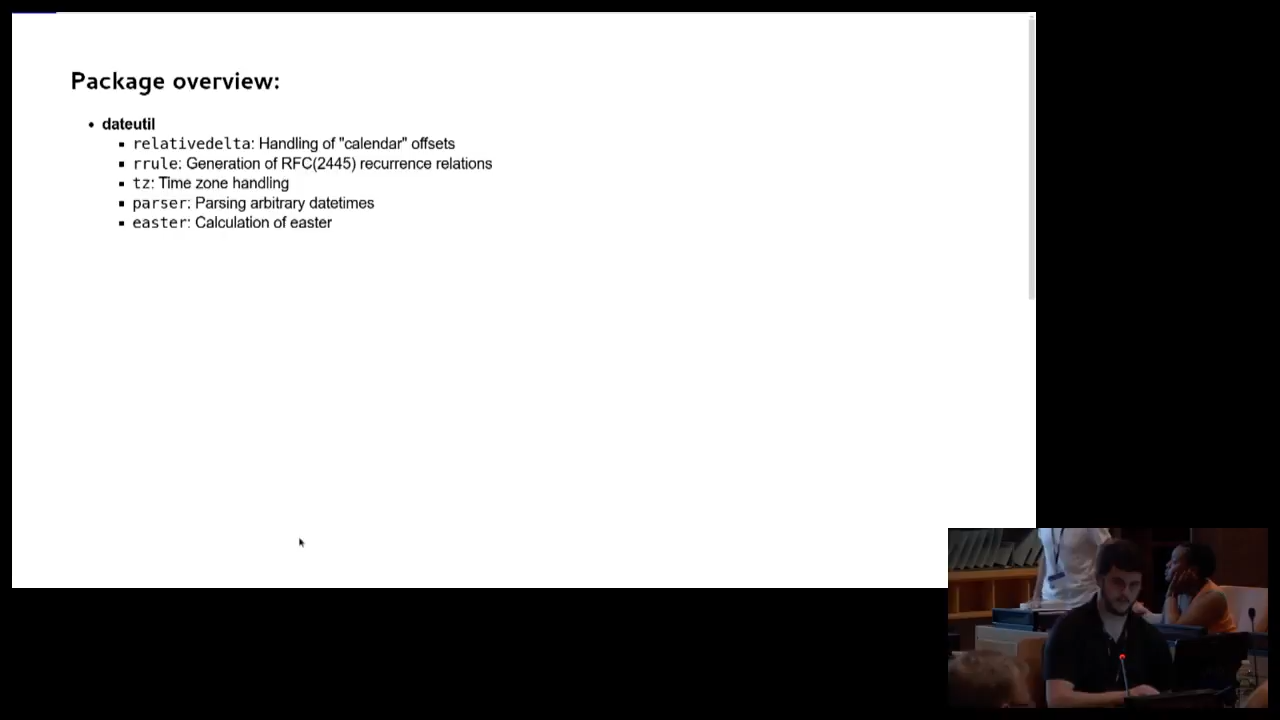 Package overview:
• dateutil
▪ relativedelta: Handling of "calendar" offsets
▪ rrule: Generation of RFC(2445) recurrence relations
▪ tz: Time zone handling
▪ parser: Parsing arbitrary datetimes
▪ easter: Calculation of easter